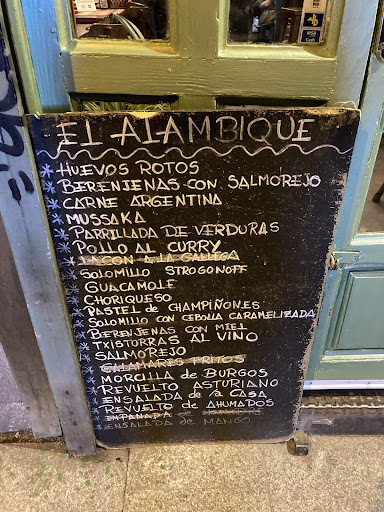 EL ALAMBIQUE
* HUEVOS ROTOS
* BERENJENAS CON SALMOREJO
* CARNE ARGENTINA
* MUSSAKA
* PARRILLADA DE VERDURAS
* POLLO AL CURRY
* LACON A LA GALLEGA
* SOLOMILLO STROGONOFF
* GUACAMOLE
* CHORIQUESO
* PASTEL de CHAMPIÑONES
* SOLOMILLO CON CEBOLLA CARAMELIZADA
* BERENJENAS CON MIEL
* TXISTORRAS AL VINO
* SALMOREJO
* CALAMARES FRITOS
* MORCILLA de BURGOS
* REVUELTO ASTURIANO
* ENSALADA de la CASA
* REVUELTO de AHUMADOS
* EMPANADA de
* ENSALADA de MANGO